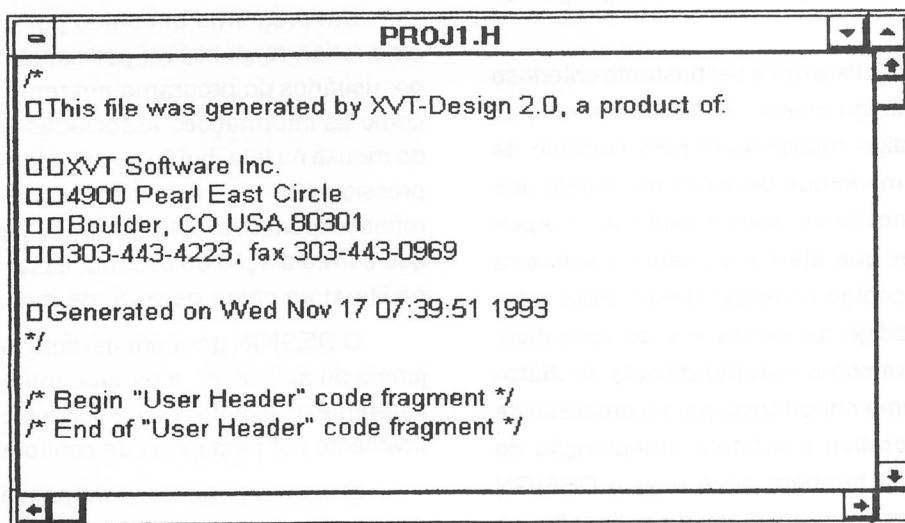 PROJ1.H
/*
This file was generated by XVT-Design 2.0, a product of:
XVT Software Inc.
4900 Pearl East Circle
Boulder, CO USA 80301
303-443-4223, fax 303-443-0969
Generated on Wed Nov 17 07:39:51 1993
*/
/* Begin "User Header" code fragment */
/* End of "User Header" code fragment */